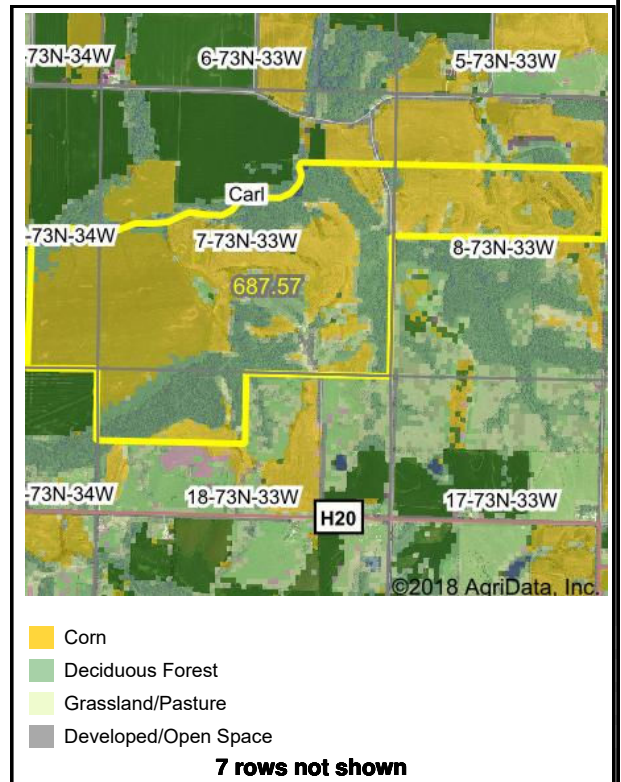 -73N-34W
6-73N-33W
5-73N-33W
Carl
-73N-34W
7-73N-33W
8-73N-33W
687.57
-73N-34W
18-73N-33W
17-73N-33W
H20
©2018 AgriData, Inc.
Corn
Deciduous Forest
Grassland/Pasture
Developed/Open Space
7 rows not shown